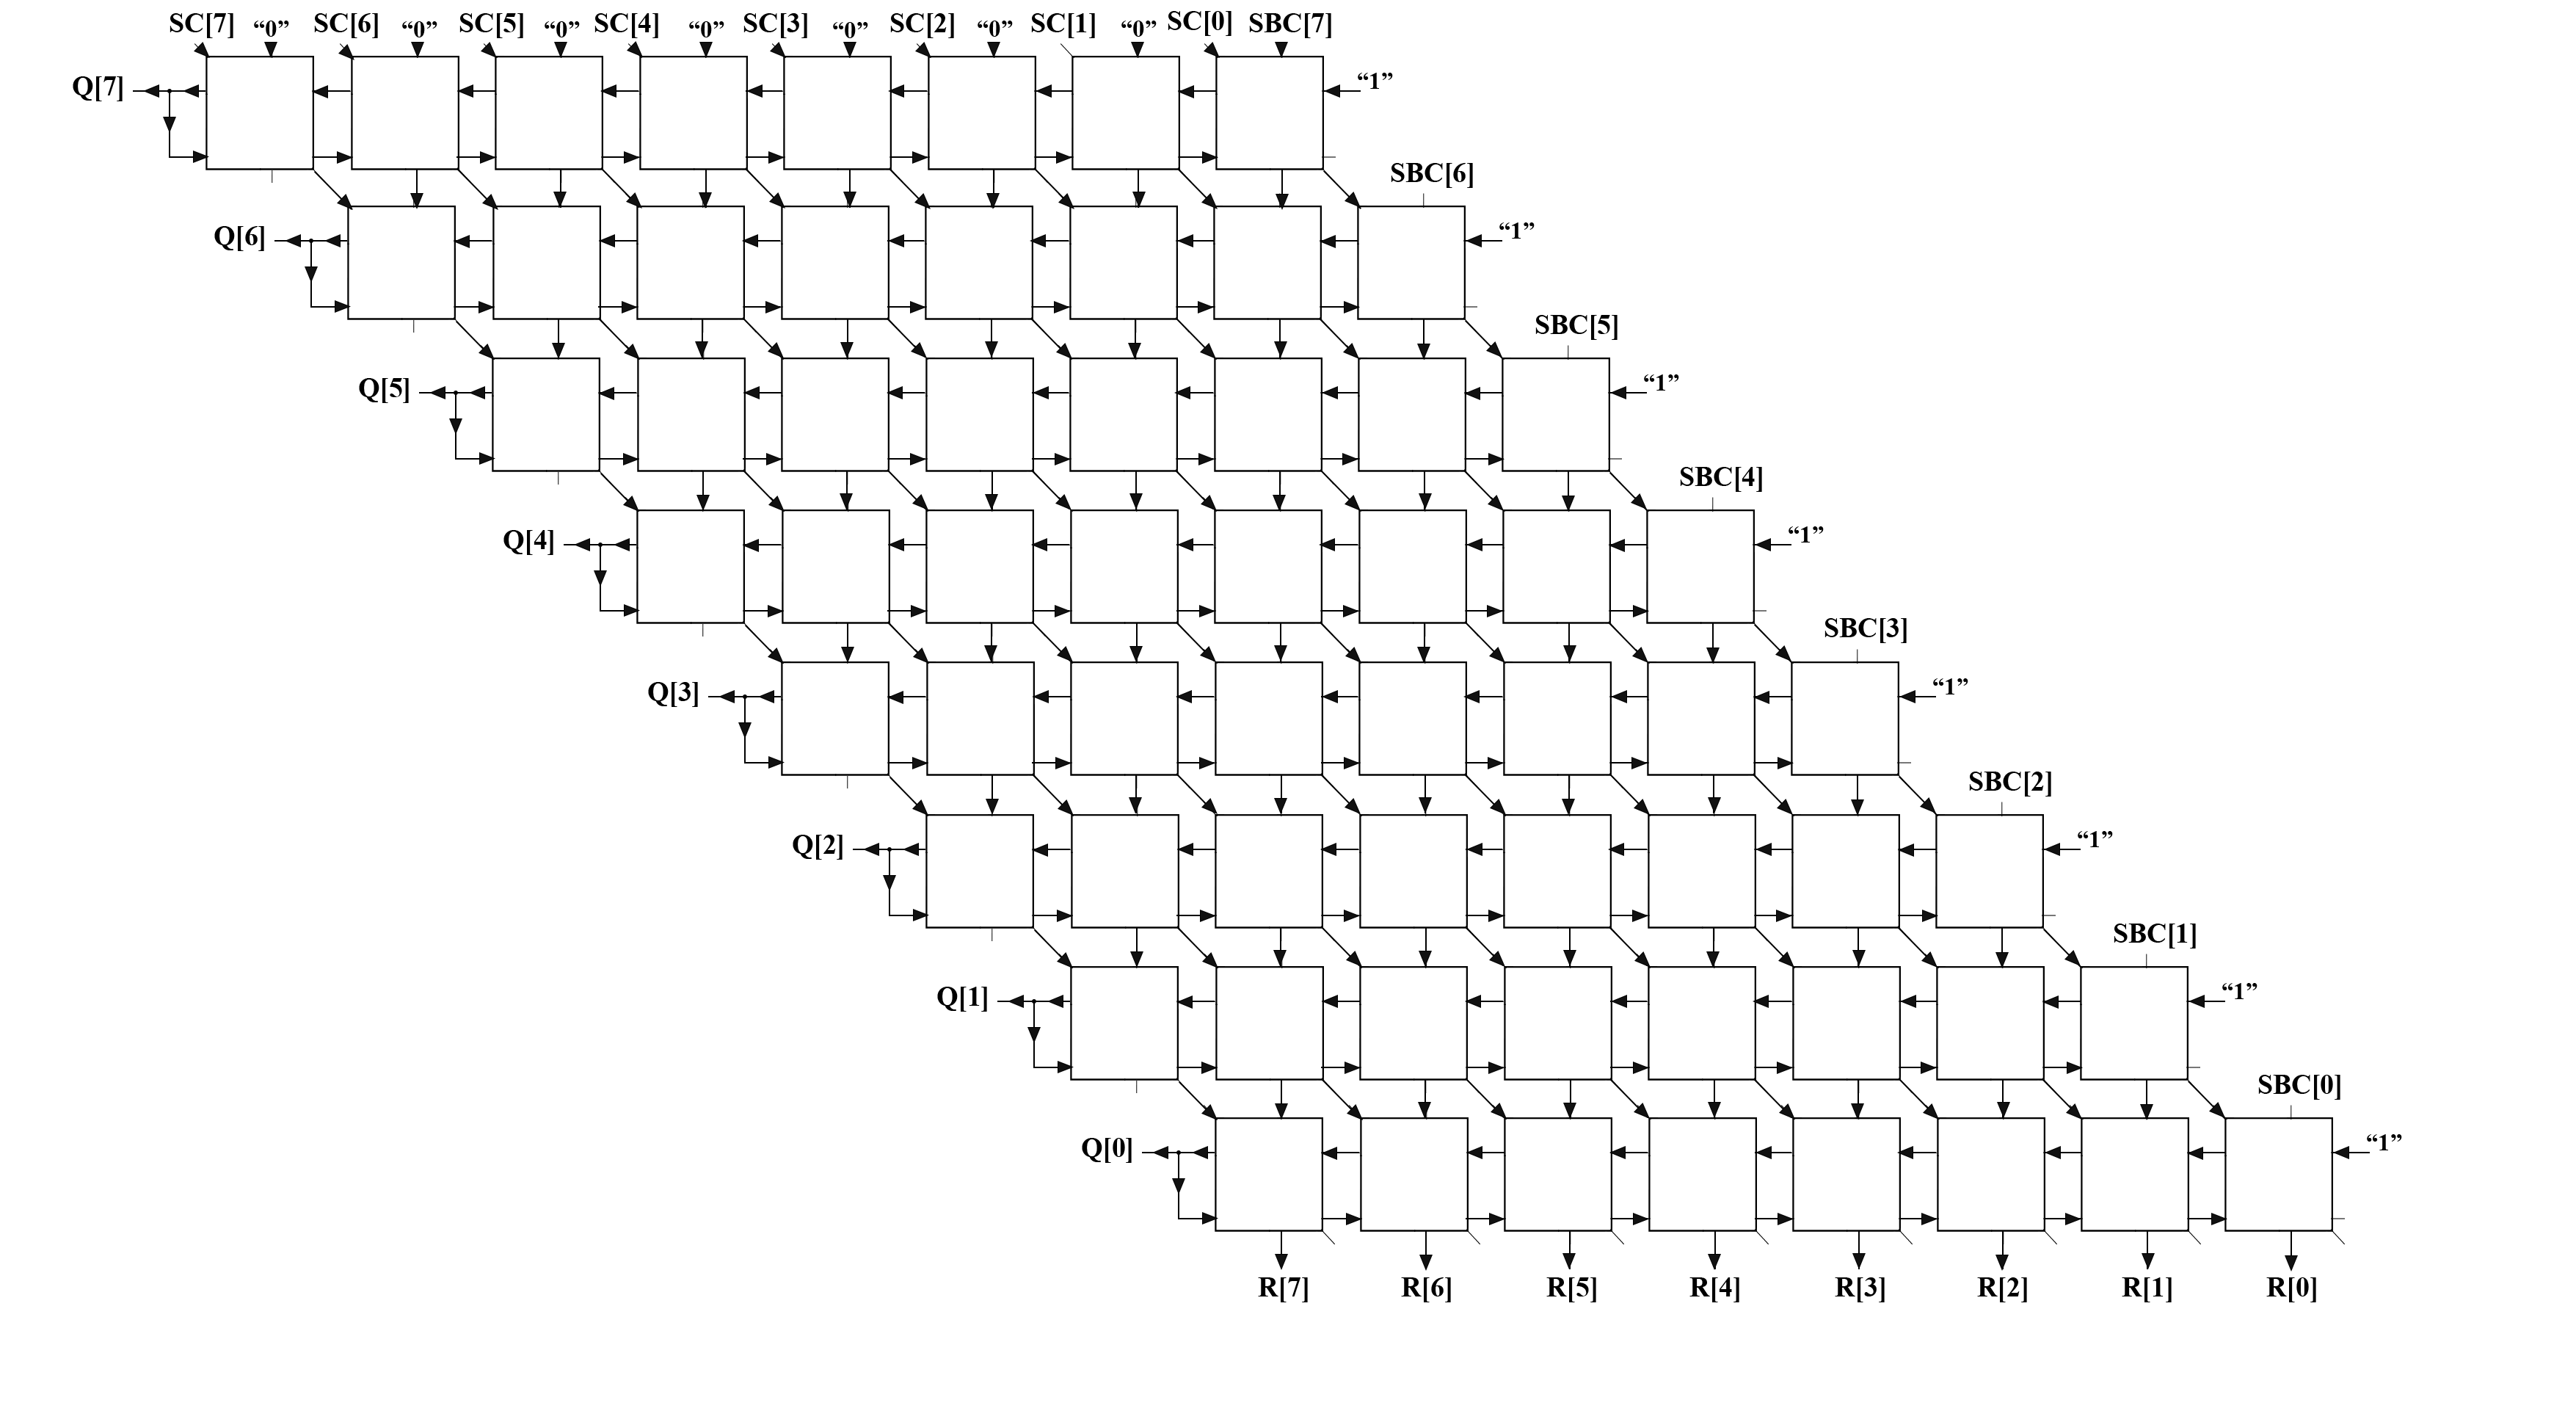 SC[7] “0” SC[6] “0” SC[5] “0” SC[4] “0” SC[3] “0” SC[2] “0” SC[1] “0” SC[0] SBC[7]
Q[7] “1”
SBC[6]
Q[6] “1”
SBC[5]
Q[5] “1”
SBC[4]
Q[4] “1”
SBC[3]
Q[3] “1”
SBC[2]
Q[2] “1”
SBC[1]
Q[1] “1”
SBC[0]
Q[0] “1”
R[7] R[6] R[5] R[4] R[3] R[2] R[1] R[0]